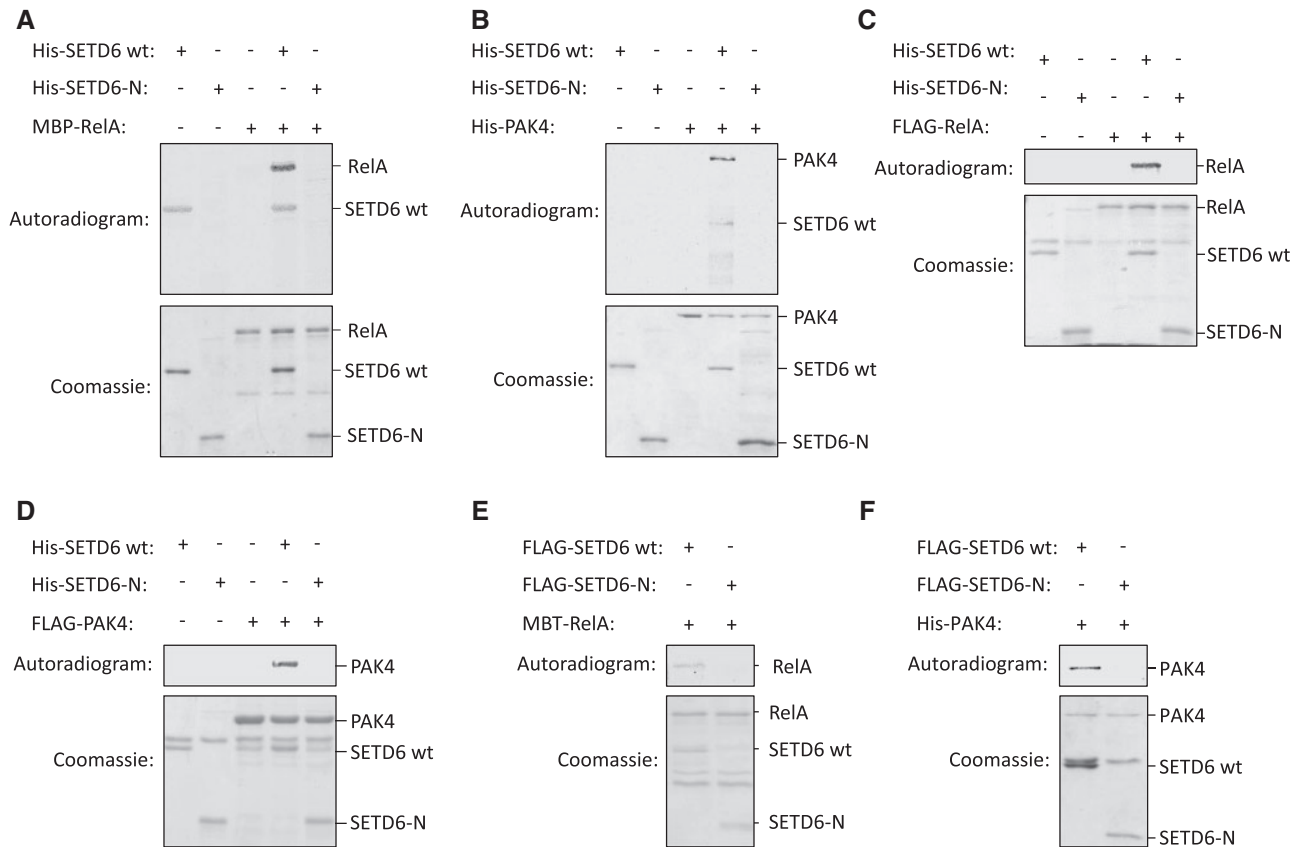 A
His-SETD6 wt: + - - + -
His-SETD6-N: - + - - +
MBP-RelA: - - + + +
Autoradiogram:
RelA
SETD6 wt
Coomassie:
RelA
SETD6 wt
SETD6-N
B
His-SETD6 wt: + - - + -
His-SETD6-N: - + - - +
His-PAK4: - - + + +
Autoradiogram:
PAK4
SETD6 wt
Coomassie:
PAK4
SETD6 wt
SETD6-N
C
His-SETD6 wt: + - - + -
His-SETD6-N: - + - - +
FLAG-RelA: - - + + +
Autoradiogram:
RelA
Coomassie:
RelA
SETD6 wt
SETD6-N
D
His-SETD6 wt: + - - + -
His-SETD6-N: - + - - +
FLAG-PAK4: - - + + +
Autoradiogram:
PAK4
Coomassie:
PAK4
SETD6 wt
SETD6-N
E
FLAG-SETD6 wt: + -
FLAG-SETD6-N: - +
MBT-RelA: + +
Autoradiogram:
RelA
Coomassie:
RelA
SETD6 wt
SETD6-N
F
FLAG-SETD6 wt: + -
FLAG-SETD6-N: - +
His-PAK4: + +
Autoradiogram:
PAK4
Coomassie:
PAK4
SETD6 wt
SETD6-N